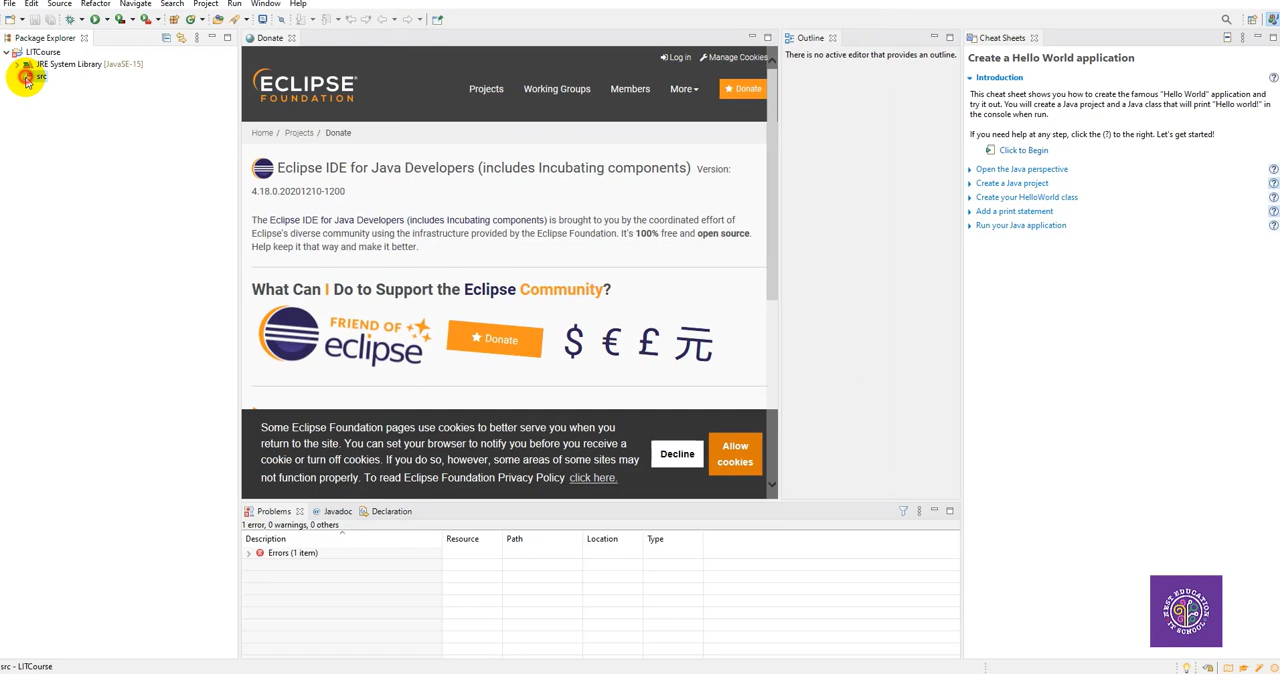 File Edit Source Refactor Navigate Search Project Run Window Help
Package Explorer
LITCourse
JRE System Library [JavaSE-15]
src
Donate
Log in Manage Cookies
ECLIPSE
FOUNDATION
Projects Working Groups Members More Donate
Home / Projects / Donate
Eclipse IDE for Java Developers (includes Incubating components) Version:
4.18.0.20201210-1200
The Eclipse IDE for Java Developers (includes Incubating components) is brought to you by the coordinated effort of
Eclipse's diverse community using the infrastructure provided by the Eclipse Foundation. It's 100% free and open source.
Help keep it that way and make it better.
What Can I Do to Support the Eclipse Community?
FRIEND OF
eclipse
Donate
$ € £ 元
Some Eclipse Foundation pages use cookies to better serve you when you
return to the site. You can set your browser to notify you before you receive a
cookie or turn off cookies. If you do so, however, some areas of some sites may
not function properly. To read Eclipse Foundation Privacy Policy click here.
Decline
Allow
cookies
Outline
There is no active editor that provides an outline.
Cheat Sheets
Create a Hello World application
Introduction
This cheat sheet shows you how to create the famous "Hello World" application and
try it out. You will create a Java project and a Java class that will print "Hello world!" in
the console when run.
If you need help at any step, click the (?) to the right. Let's get started!
Click to Begin
Open the Java perspective
Create a Java project
Create your HelloWorld class
Add a print statement
Run your Java application
Problems Javadoc Declaration
1 error, 0 warnings, 0 others
Description Resource Path Location Type
Errors (1 item)
NEST EDUCATION
IT SCHOOL
src - LITCourse